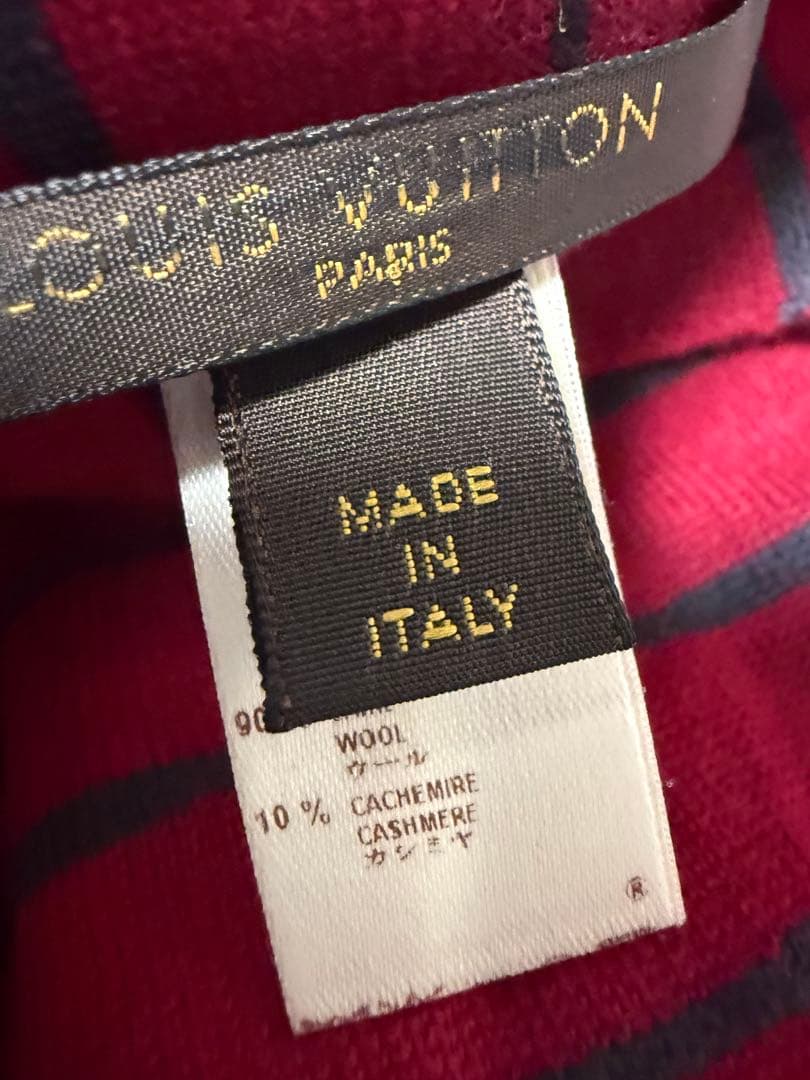 LOUIS VUITTON
PARIS
MADE
IN
ITALY
90
WOOL
ウール
10 % CACHEMIRE
CASHMERE
カシミヤ
®